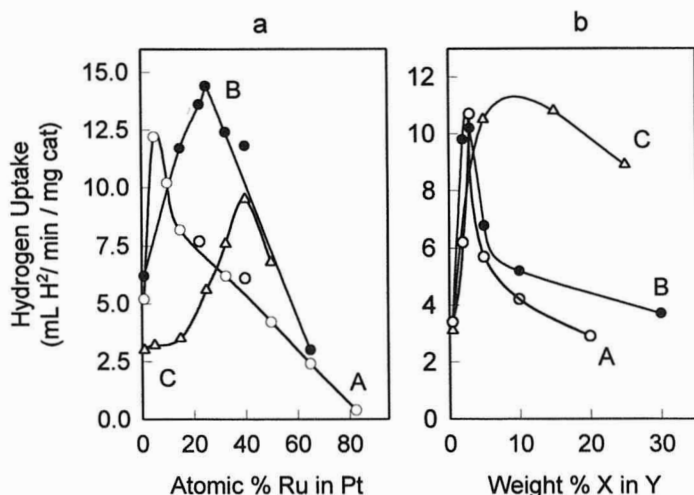 a
b
Hydrogen Uptake
(mL H²/ min / mg cat)
15.0
12.5
10.0
7.5
5.0
2.5
0.0
B
C
A
0 20 40 60 80
Atomic % Ru in Pt
12
10
8
6
4
2
0
C
B
A
0 10 20 30
Weight % X in Y